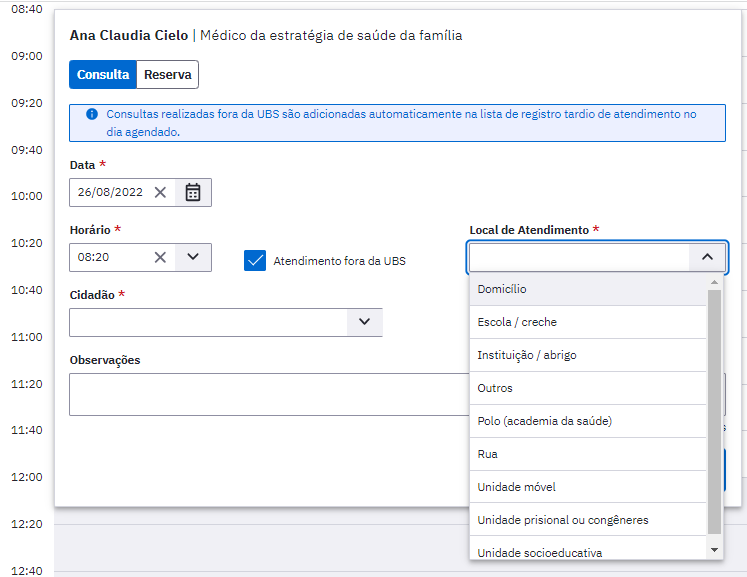 08:40
Ana Claudia Cielo | Médico da estratégia de saúde da família
09:00
Consulta Reserva
09:20
Consultas realizadas fora da UBS são adicionadas automaticamente na lista de registro tardio de atendimento no
dia agendado.
09:40
Data *
10:00
26/08/2022
Horário * Local de Atendimento *
10:20
08:20 Atendimento fora da UBS
10:40
Cidadão * Domicílio
Escola / creche
11:00
Observações Instituição / abrigo
11:20
Outros
11:40
Polo (academia da saúde)
Rua
12:00
Unidade móvel
12:20
Unidade prisional ou congêneres
Unidade socioeducativa
12:40